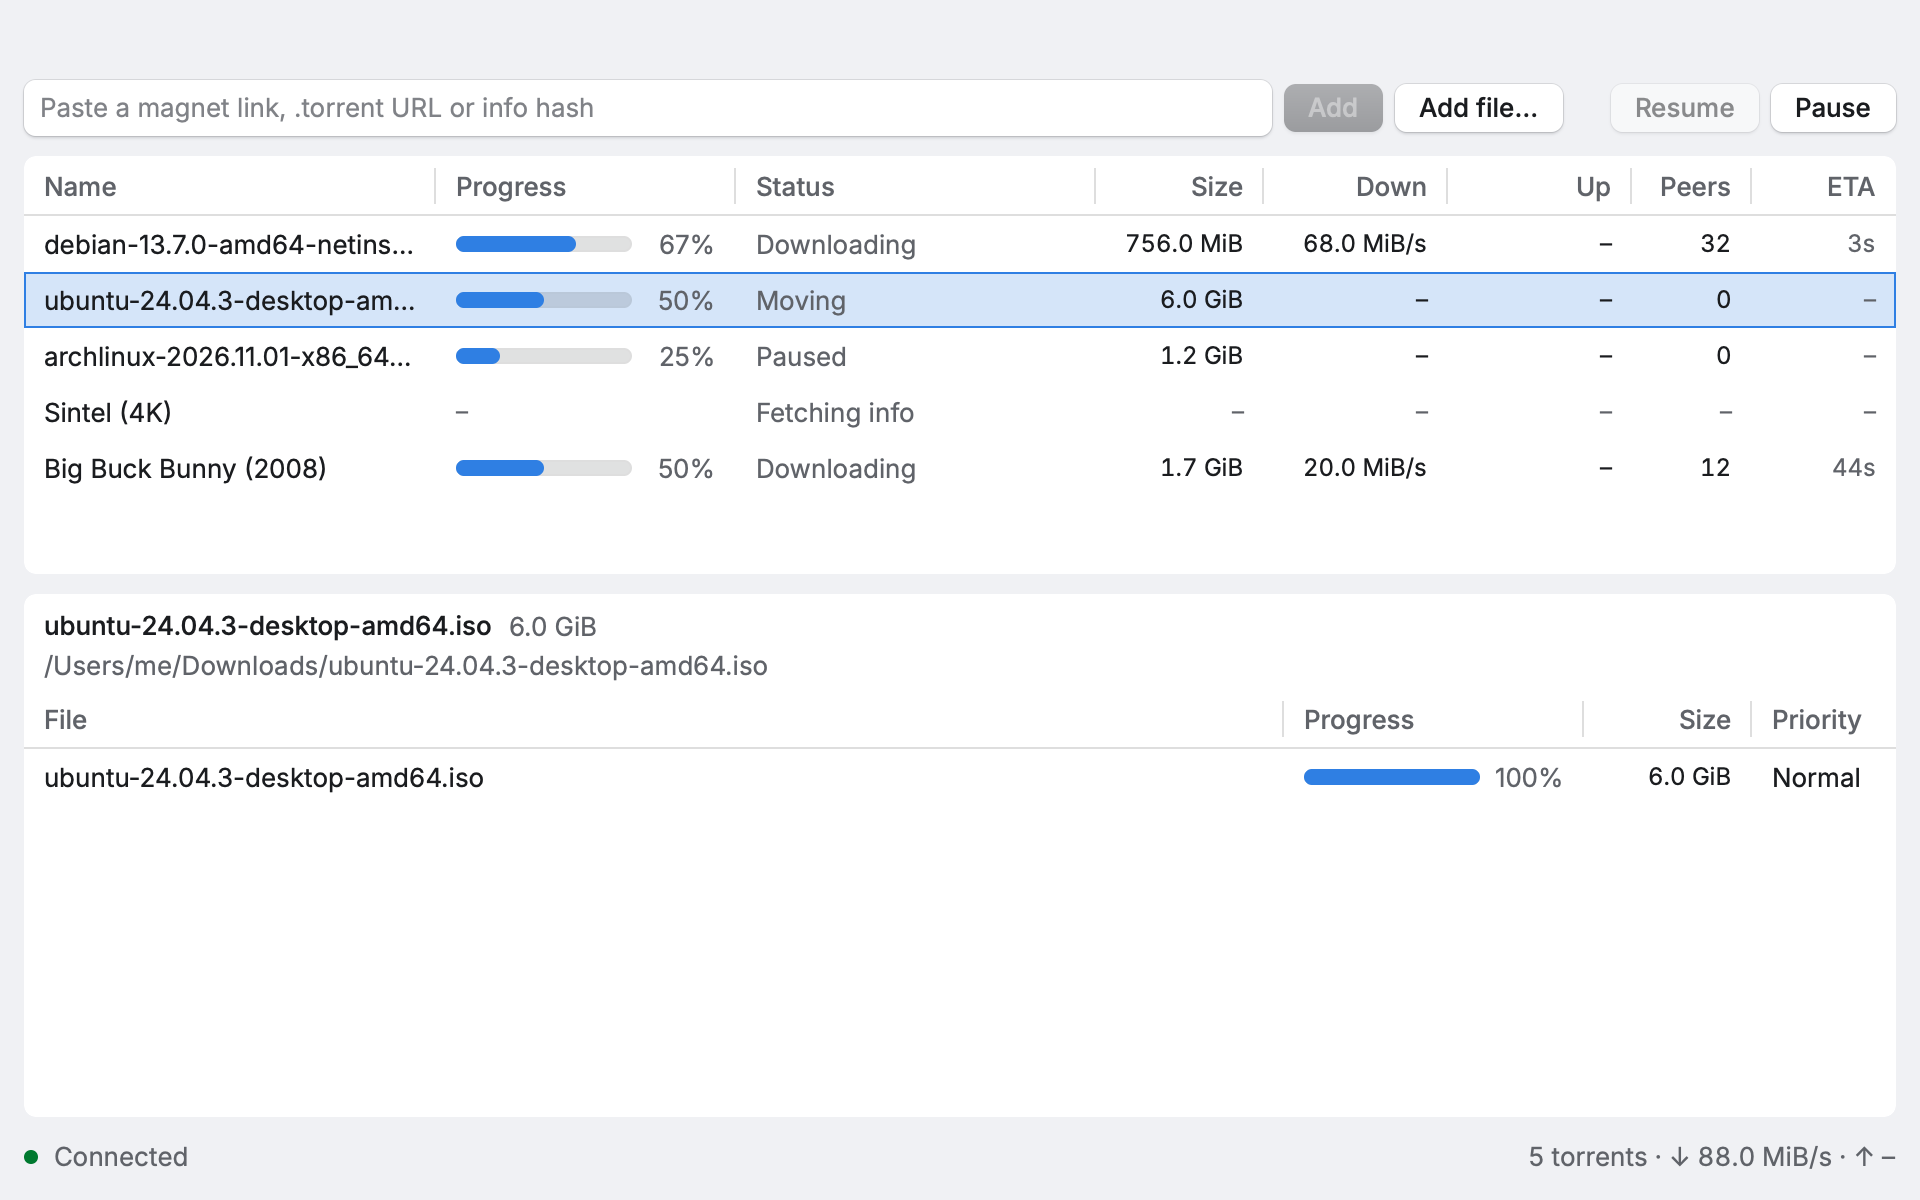 Paste a magnet link, .torrent URL or info hash Add Add file... Resume Pause
Name Progress Status Size Down Up Peers ETA
debian-13.7.0-amd64-netins... 67% Downloading 756.0 MiB 68.0 MiB/s – 32 3s
ubuntu-24.04.3-desktop-am... 50% Moving 6.0 GiB – – 0 –
archlinux-2026.11.01-x86_64... 25% Paused 1.2 GiB – – 0 –
Sintel (4K) – Fetching info – – – – –
Big Buck Bunny (2008) 50% Downloading 1.7 GiB 20.0 MiB/s – 12 44s
ubuntu-24.04.3-desktop-amd64.iso 6.0 GiB
/Users/me/Downloads/ubuntu-24.04.3-desktop-amd64.iso
File Progress Size Priority
ubuntu-24.04.3-desktop-amd64.iso 100% 6.0 GiB Normal
Connected 5 torrents · ↓ 88.0 MiB/s · ↑ –